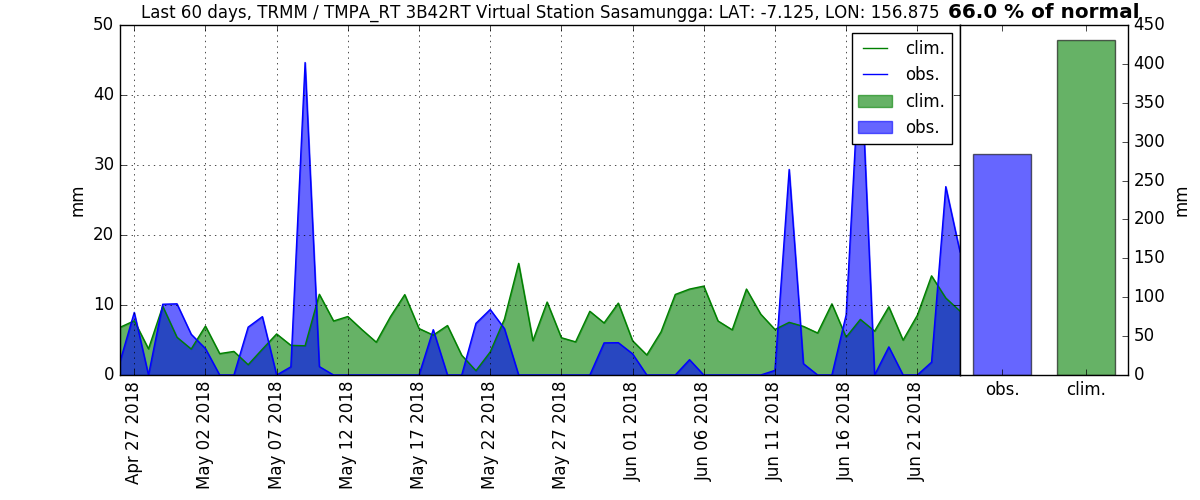 Last 60 days, TRMM / TMPA_RT 3B42RT Virtual Station Sasamungga: LAT: -7.125, LON: 156.875 66.0 % of normal
50
40
30
20
10
0
mm
clim.
obs.
clim.
obs.
450
400
350
300
250
200
150
100
50
0
mm
Apr 27 2018
May 02 2018
May 07 2018
May 12 2018
May 17 2018
May 22 2018
May 27 2018
Jun 01 2018
Jun 06 2018
Jun 11 2018
Jun 16 2018
Jun 21 2018
obs.
clim.